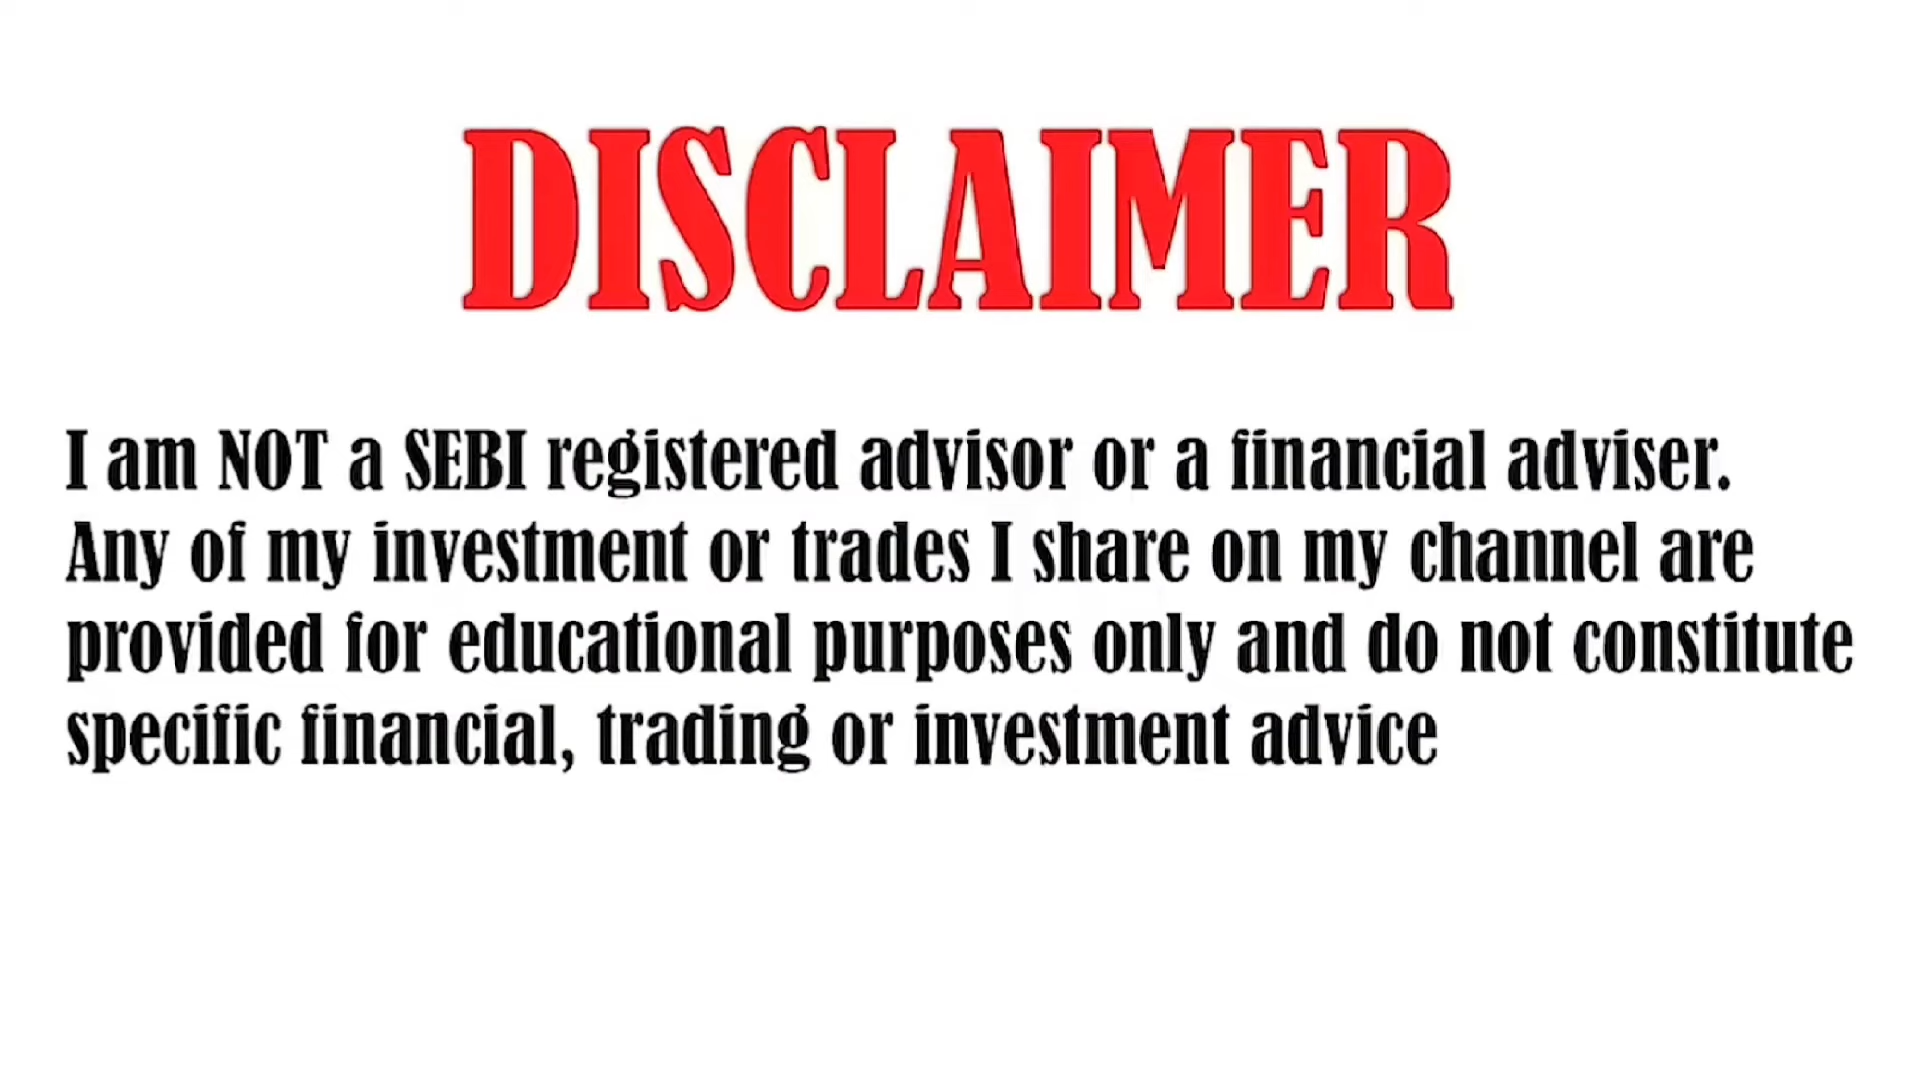 DISCLAIMER
I am NOT a SEBI registered advisor or a financial adviser.
Any of my investment or trades I share on my channel are
provided for educational purposes only and do not constitute
specific financial, trading or investment advice